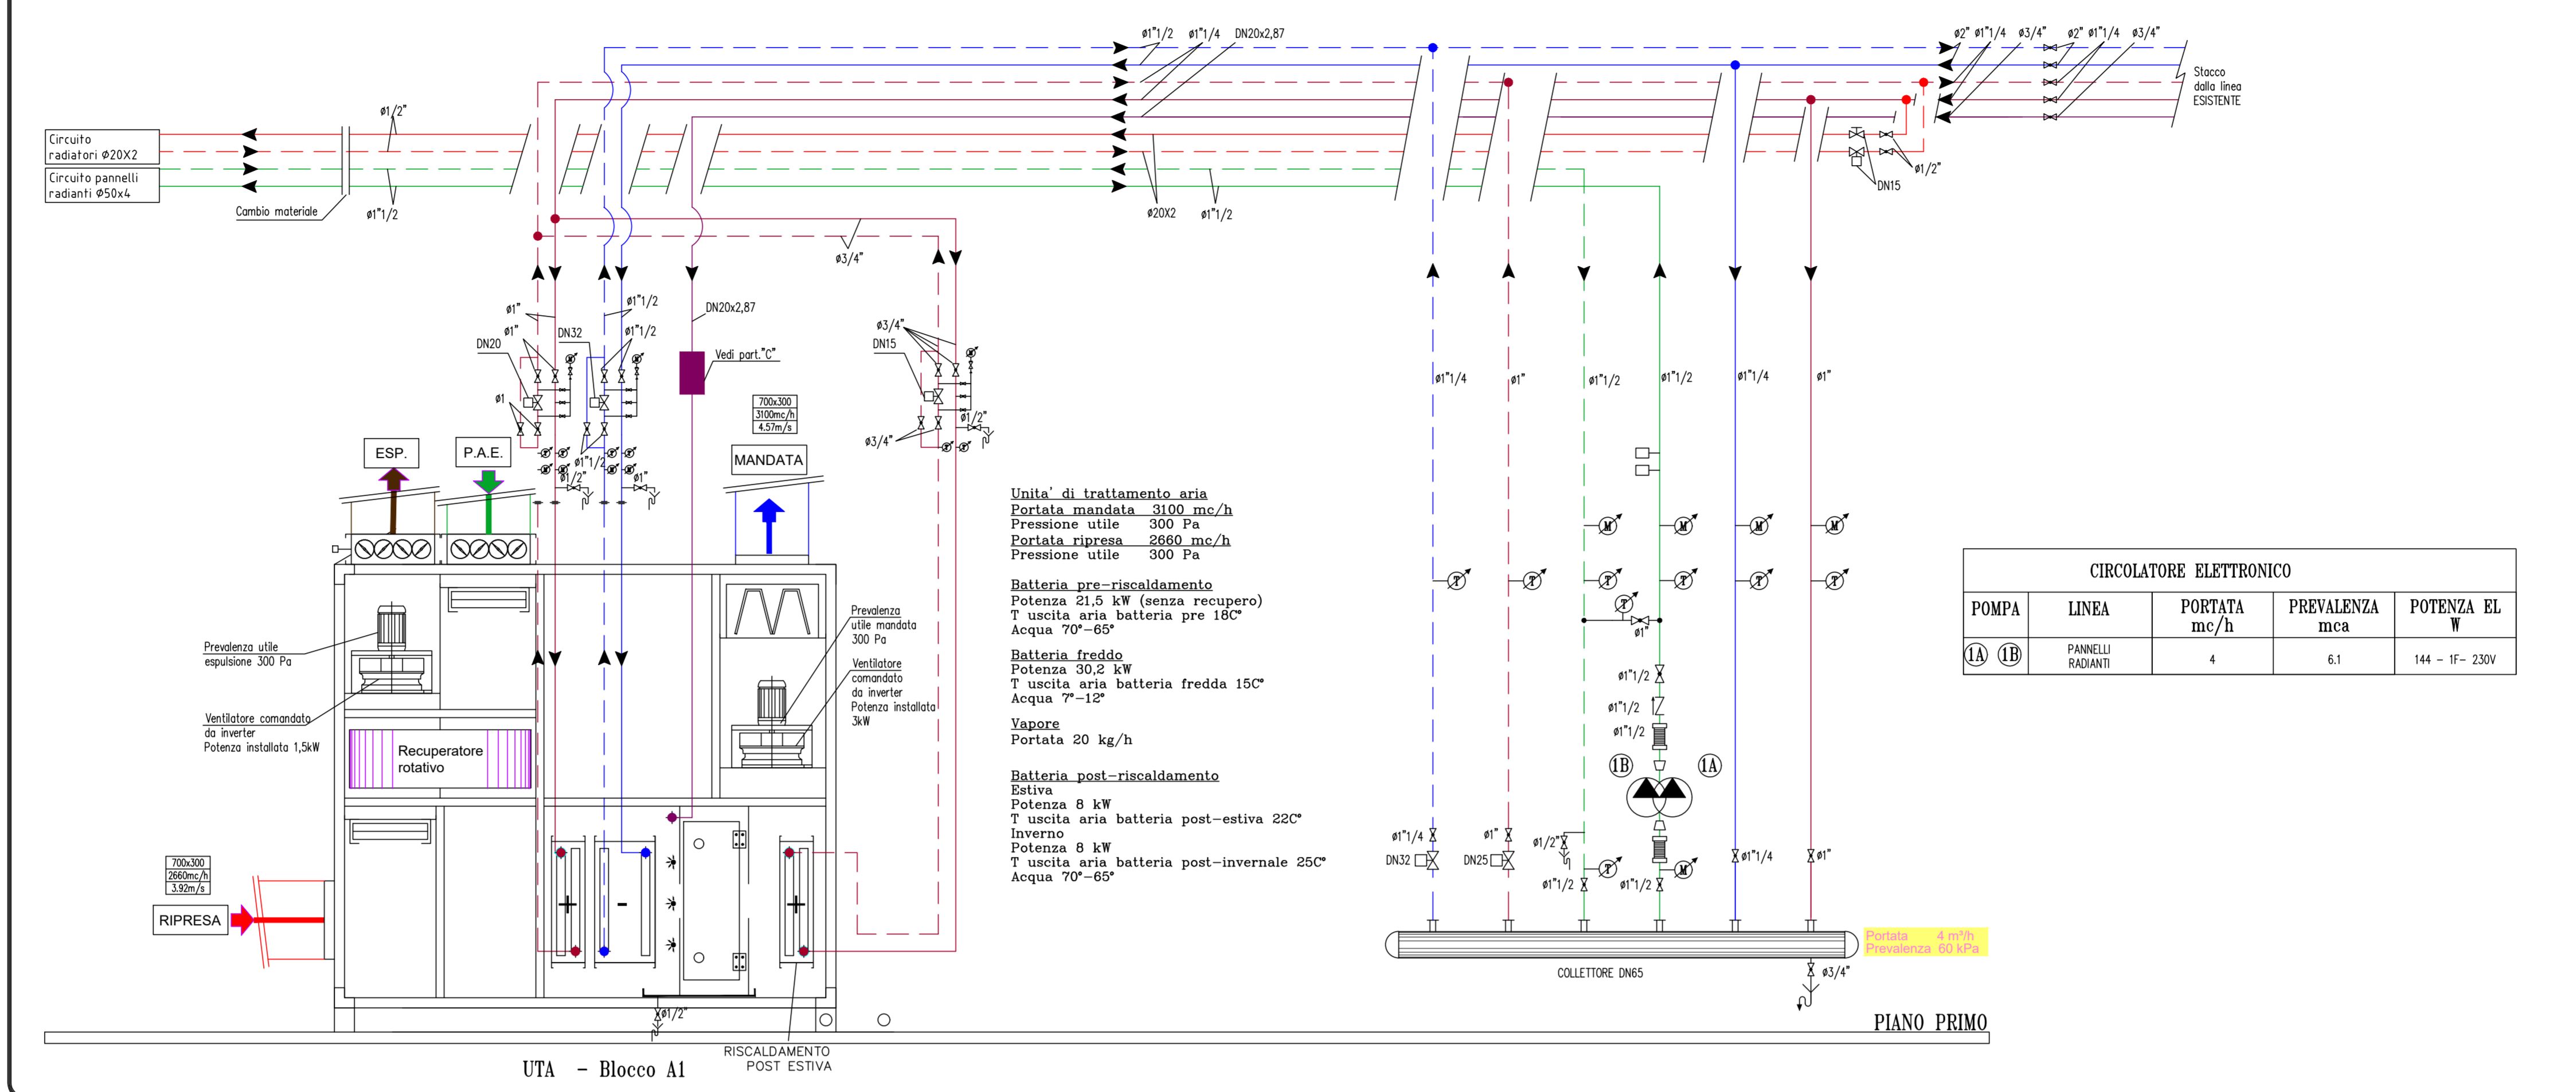 ø1"1/2
ø1"1/4
DN20x2,87
ø2"
ø1"1/4
ø3/4"
ø2"
ø1"1/4
ø3/4"
Stacco
dalla linea
ESISTENTE
ø1/2"
Circuito
radiatori Ø20X2
Circuito pannelli
radianti Ø50x4
Cambio materiale
ø1"1/2
ø20X2
ø1"1/2
ø1/2"
DN15
ø3/4"
ø1"
ø1"
DN20
DN32
ø1"1/2
ø1"1/2
ø1
DN20x2,87
Vedi part."C"
ø3/4"
DN15
ø1/2"
ø3/4"
M
M
M
700x300
3100mc/h
4.57m/s
ESP.
P.A.E.
MANDATA
ø1"1/2
ø1/2"
ø1"
ø1"1/4
ø1"
ø1"1/2
ø1"1/2
ø1"1/4
ø1"
Unita' di trattamento aria
Portata mandata 3100 mc/h
Pressione utile 300 Pa
Portata ripresa 2660 mc/h
Pressione utile 300 Pa
Batteria pre-riscaldamento
Potenza 21,5 kW (senza recupero)
T uscita aria batteria pre 18C°
Acqua 70°-65°
Batteria freddo
Potenza 30,2 kW
T uscita aria batteria fredda 15C°
Acqua 7°-12°
Vapore
Portata 20 kg/h
Batteria post-riscaldamento
Estiva
Potenza 8 kW
T uscita aria batteria post-estiva 22C°
Inverno
Potenza 8 kW
T uscita aria batteria post-invernale 25C°
Acqua 70°-65°
Prevalenza utile
espulsione 300 Pa
Ventilatore comandato
da inverter
Potenza installata 1,5kW
Prevalenza
utile mandata
300 Pa
Ventilatore
comandato
da inverter
Potenza installata
3kW
Recuperatore
rotativo
700x300
2660mc/h
3.92m/s
RIPRESA
+
-
+
ø1/2"
RISCALDAMENTO
POST ESTIVA
UTA - Blocco A1
M M M M
T T T T T T
T
ø1"
ø1"1/2
ø1"1/2
ø1"1/2
1B
1A
ø1"1/4
ø1"
ø1/2"
DN32
DN25
T
M
ø1"1/2
ø1"1/2
ø1"1/4
ø1"
Portata 4 m³/h
Prevalenza 60 kPa
COLLETTORE DN65
ø3/4"
PIANO PRIMO
CIRCOLATORE ELETTRONICO
POMPA LINEA PORTATA mc/h PREVALENZA mca POTENZA EL W
1A 1B PANNELLI RADIANTI 4 6.1 144 - 1F- 230V